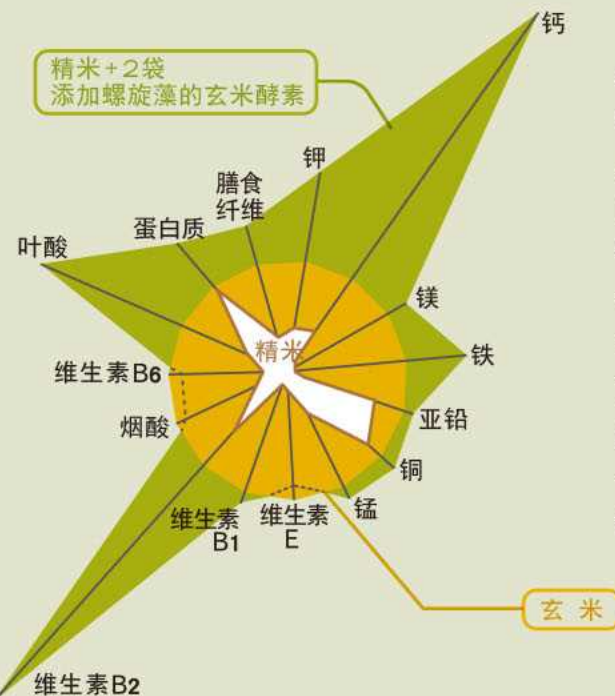 钙
精米+2袋
添加螺旋藻的玄米酵素
钾
膳食
纤维
蛋白质
叶酸
镁
精米
铁
维生素B6
亚铅
烟酸
铜
锰
维生素
B1
维生素
E
玄 米
维生素B2